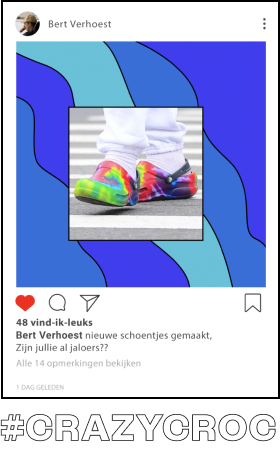 Bert Verhoest
48 vind-ik-leuks
Bert Verhoest nieuwe schoentjes gemaakt,
Zijn jullie al jaloers??
Alle 14 opmerkingen bekijken
1 DAG GELEDEN
#CRAZYCROC